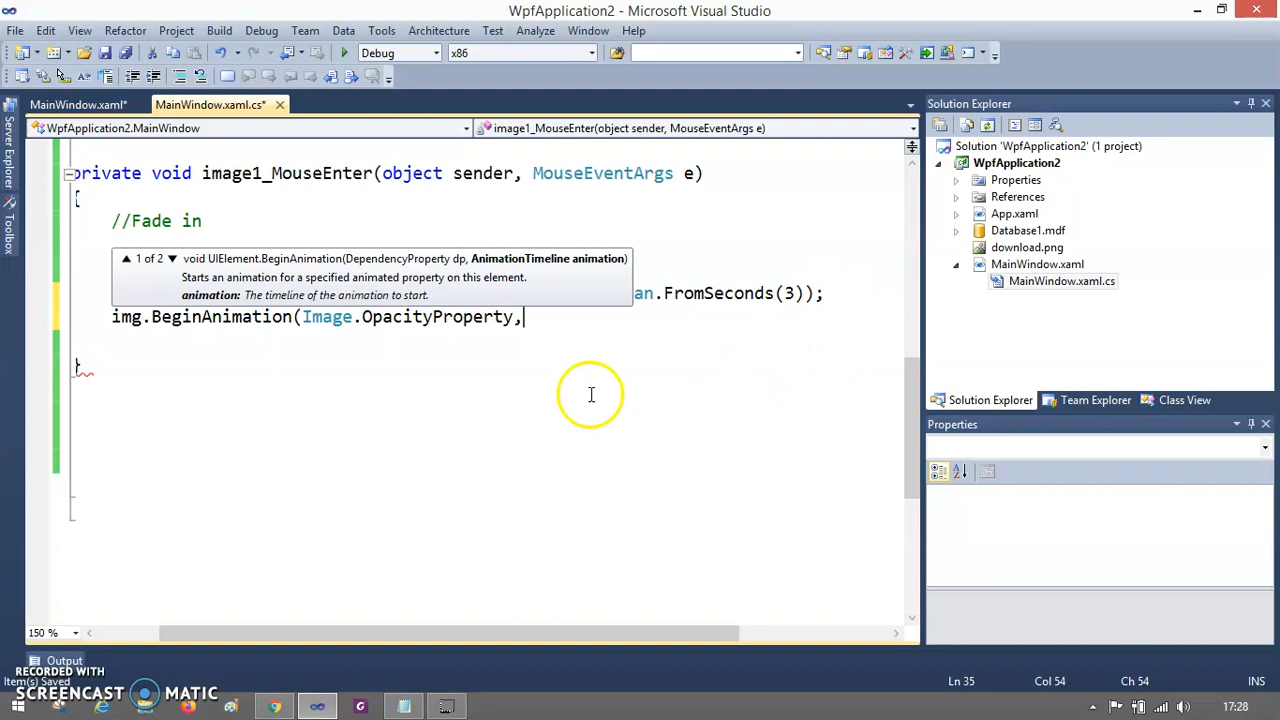 WpfApplication2 - Microsoft Visual Studio
File Edit View Refactor Project Build Debug Team Data Tools Architecture Test Analyze Window Help
Debug x86
MainWindow.xaml* MainWindow.xaml.cs*
WpfApplication2.MainWindow image1_MouseEnter(object sender, MouseEventArgs e)
Server Explorer
Toolbox
private void image1_MouseEnter(object sender, MouseEventArgs e)
{
//Fade in
1 of 2 void UIElement.BeginAnimation(DependencyProperty dp, AnimationTimeline animation)
Starts an animation for a specified animated property on this element.
animation: The timeline of the animation to start.
an.FromSeconds(3));
img.BeginAnimation(Image.OpacityProperty,
}
150 %
Solution Explorer
Solution 'WpfApplication2' (1 project)
WpfApplication2
Properties
References
App.xaml
Database1.mdf
download.png
MainWindow.xaml
MainWindow.xaml.cs
Solution Explorer Team Explorer Class View
Properties
Output
Item(s) Saved Ln 35 Col 54 Ch 54 INS
RECORDED WITH
SCREENCAST MATIC
17:28